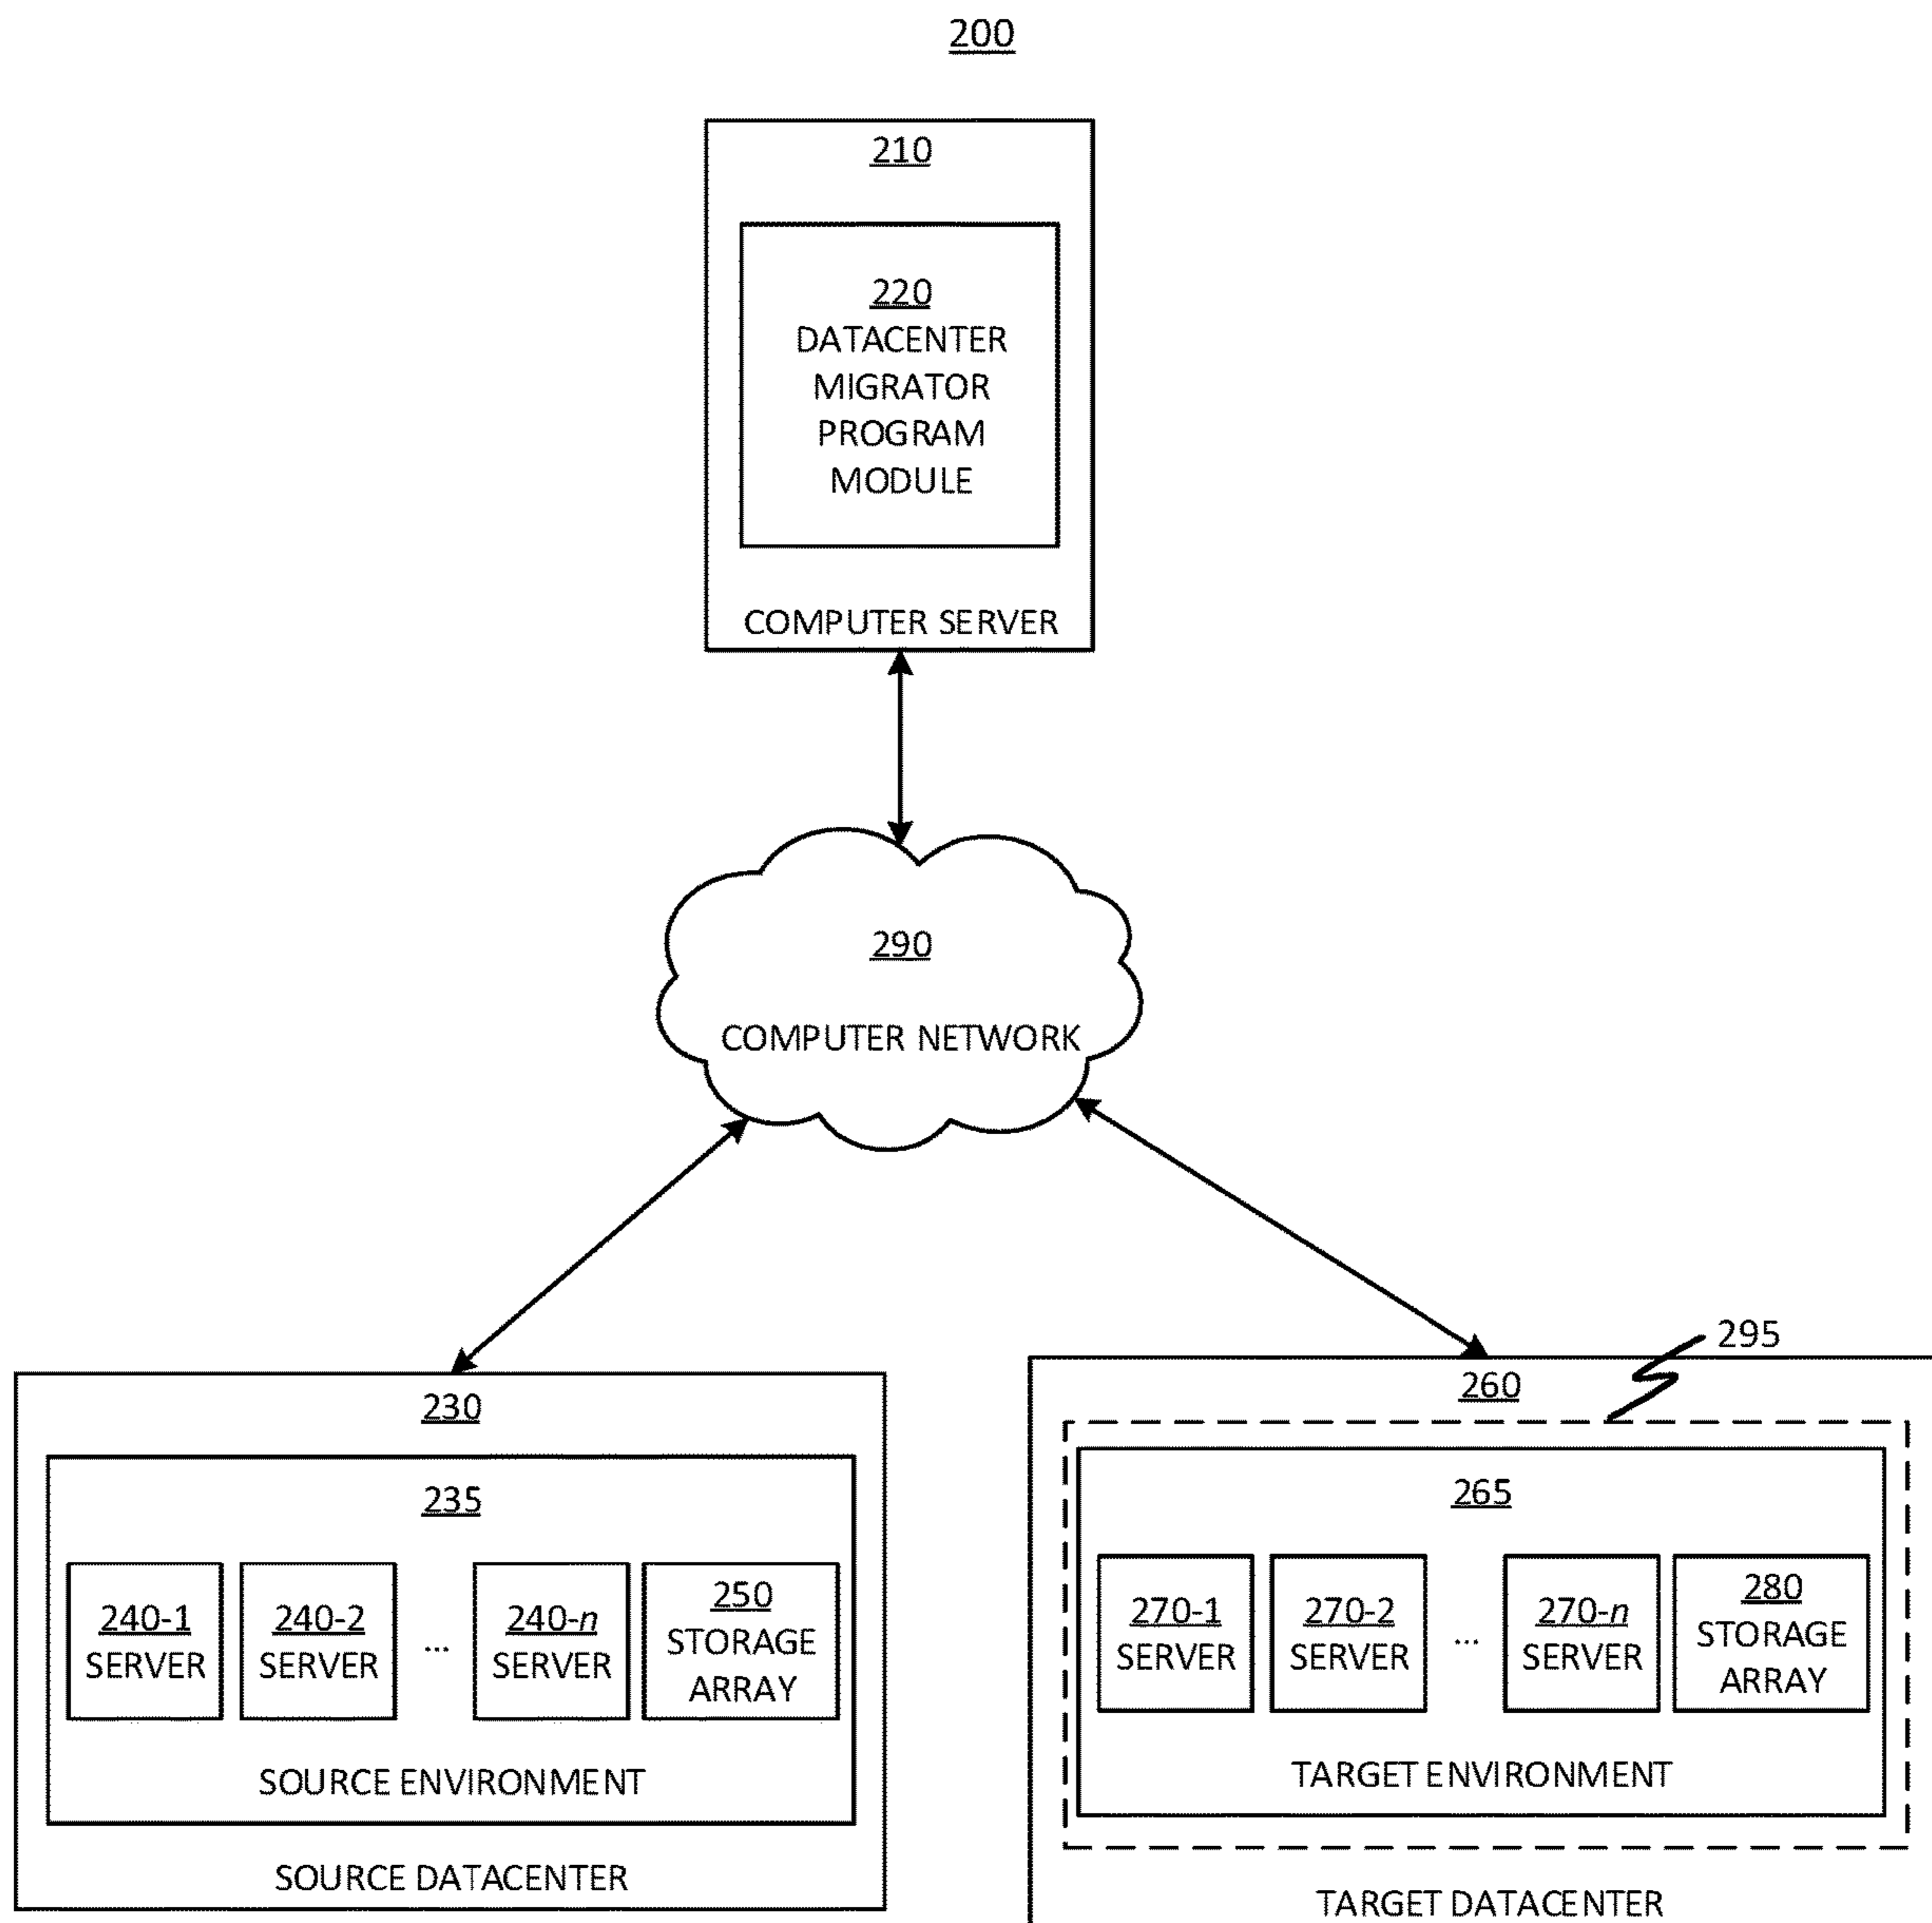 200
210
220
DATACENTER
MIGRATOR
PROGRAM
MODULE
COMPUTER SERVER
290
COMPUTER NETWORK
295
230
235
240-1
SERVER
240-2
SERVER
...
240-n
SERVER
250
STORAGE
ARRAY
SOURCE ENVIRONMENT
SOURCE DATACENTER
260
265
270-1
SERVER
270-2
SERVER
...
270-n
SERVER
280
STORAGE
ARRAY
TARGET ENVIRONMENT
TARGET DATACENTER